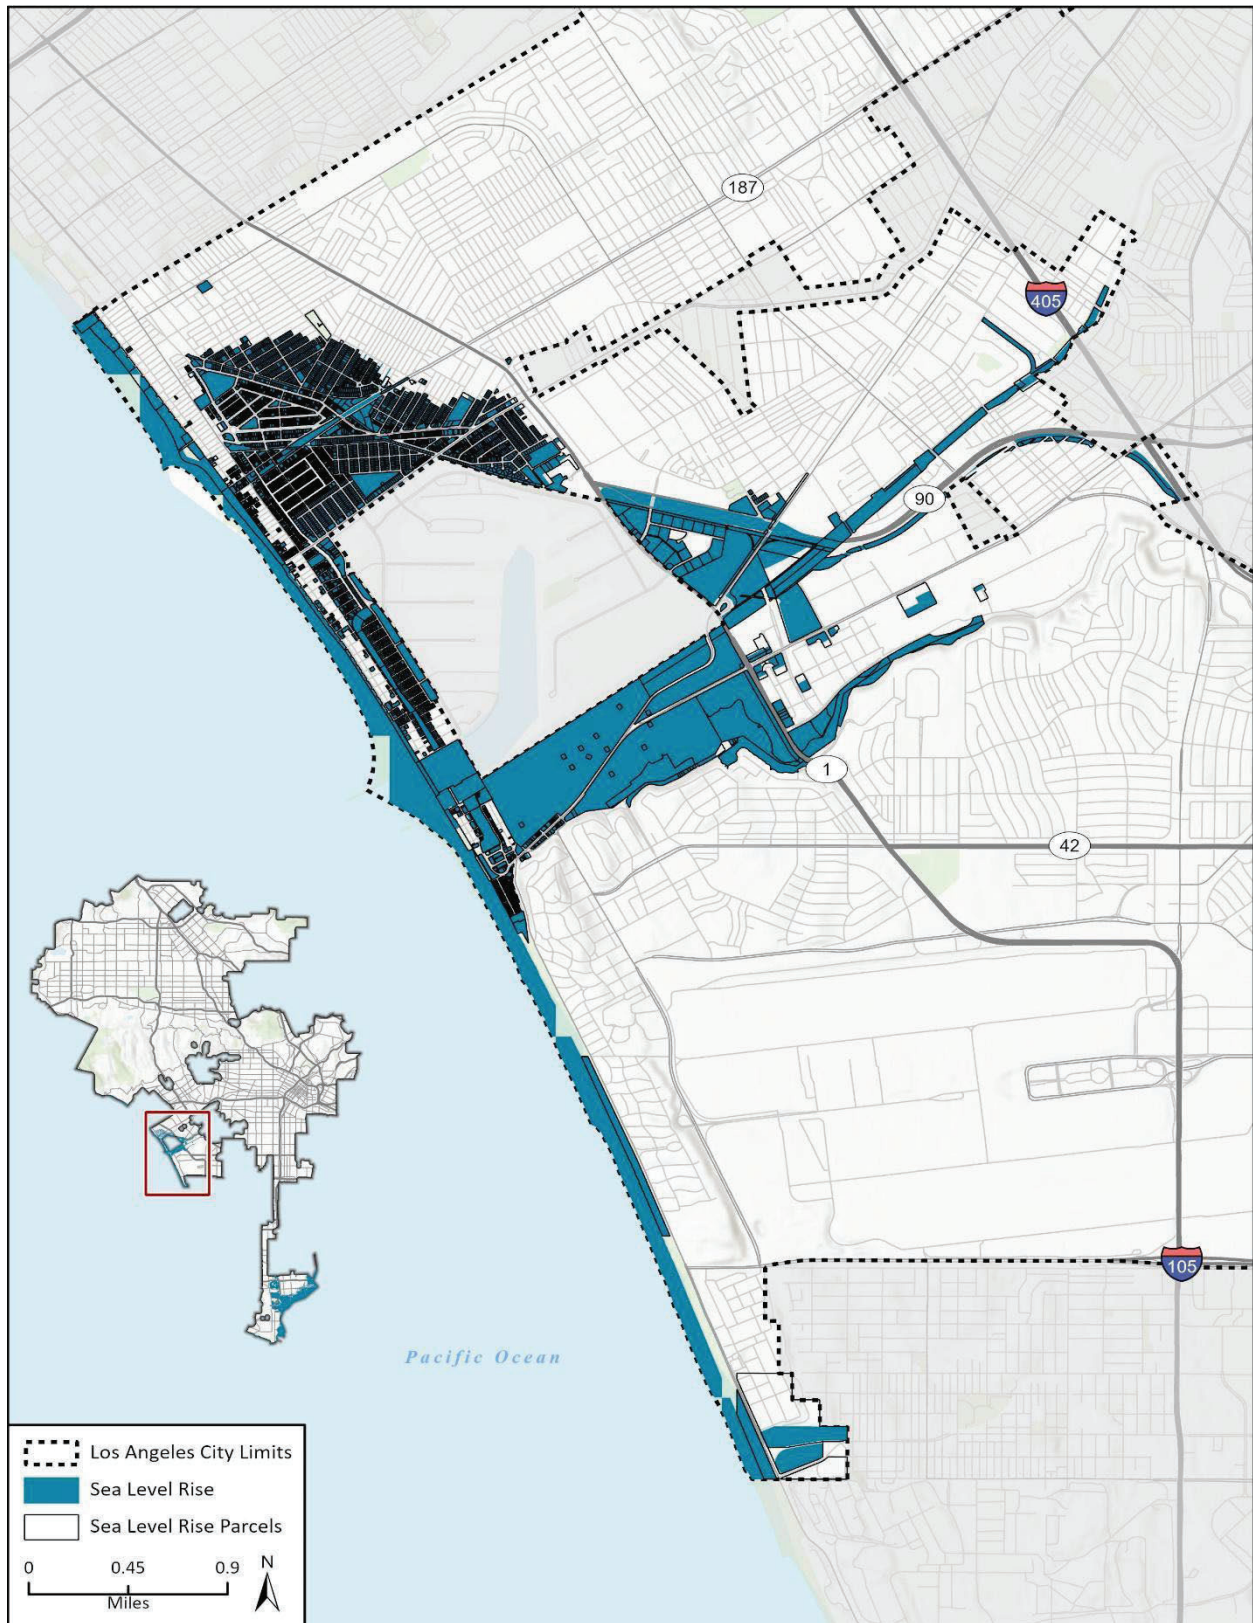 187
405
90
1
42
105
Pacific Ocean
Los Angeles City Limits
Sea Level Rise
Sea Level Rise Parcels
0 0.45 0.9
Miles
N